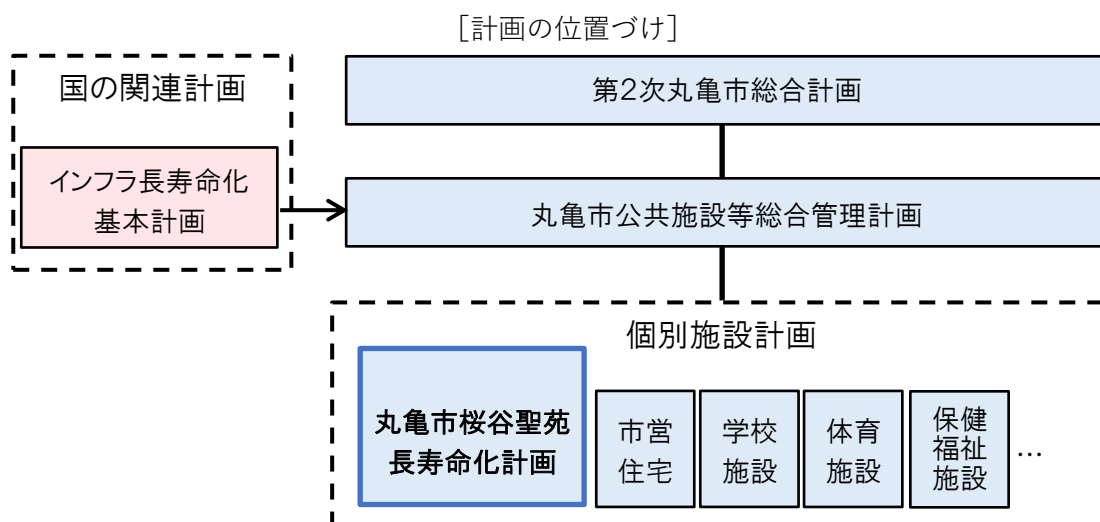 [計画の位置づけ]
国の関連計画
第2次丸亀市総合計画
インフラ長寿命化
基本計画
丸亀市公共施設等総合管理計画
個別施設計画
丸亀市桜谷聖苑
長寿命化計画
市営
住宅
学校
施設
体育
施設
保健
福祉
施設
…